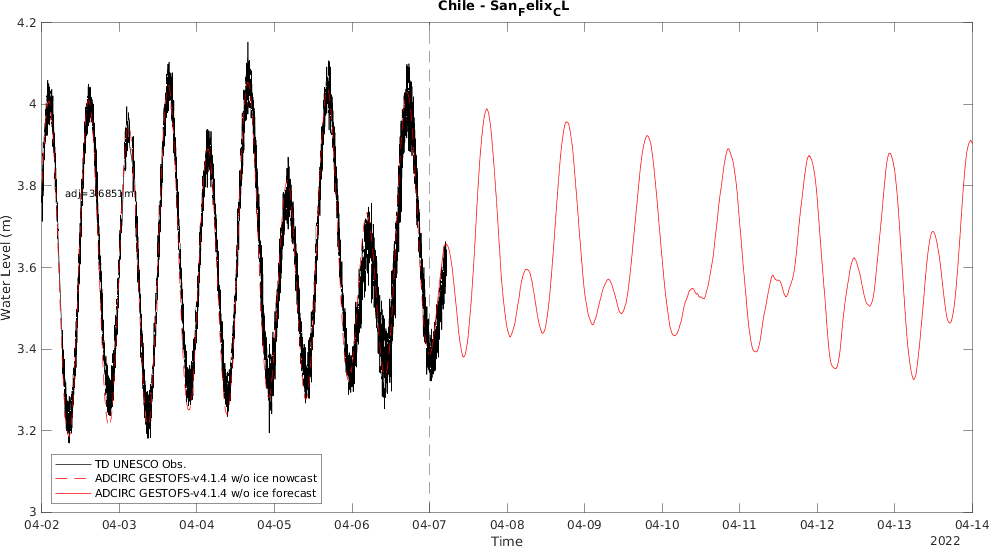 Chile - SanFelixCL
4.2
4
3.8
3.6
3.4
3.2
3
Water Level (m)
adj=3.6851m
TD UNESCO Obs.
ADCIRC GESTOFS-v4.1.4 w/o ice nowcast
ADCIRC GESTOFS-v4.1.4 w/o ice forecast
04-02 04-03 04-04 04-05 04-06 04-07 04-08 04-09 04-10 04-11 04-12 04-13 04-14
Time
2022